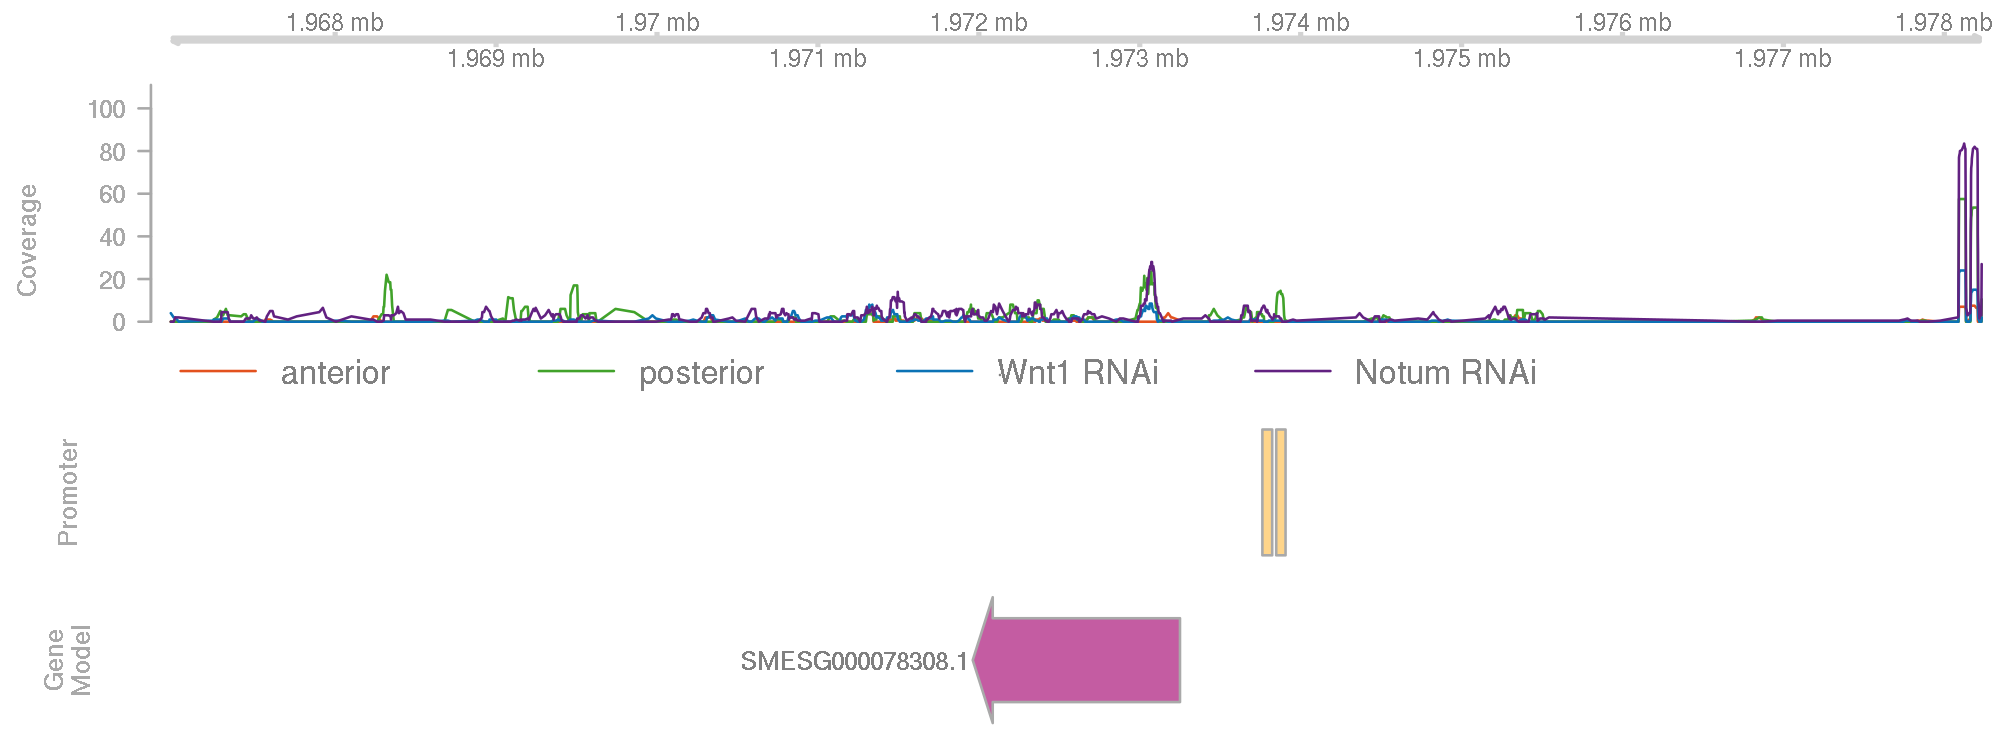 1.968 mb 1.97 mb 1.972 mb 1.974 mb 1.976 mb 1.978 mb
1.969 mb 1.971 mb 1.973 mb 1.975 mb 1.977 mb
Coverage
100
80
60
40
20
0
anterior posterior Wnt1 RNAi Notum RNAi
Promoter
Gene
Model
SMESG000078308.1